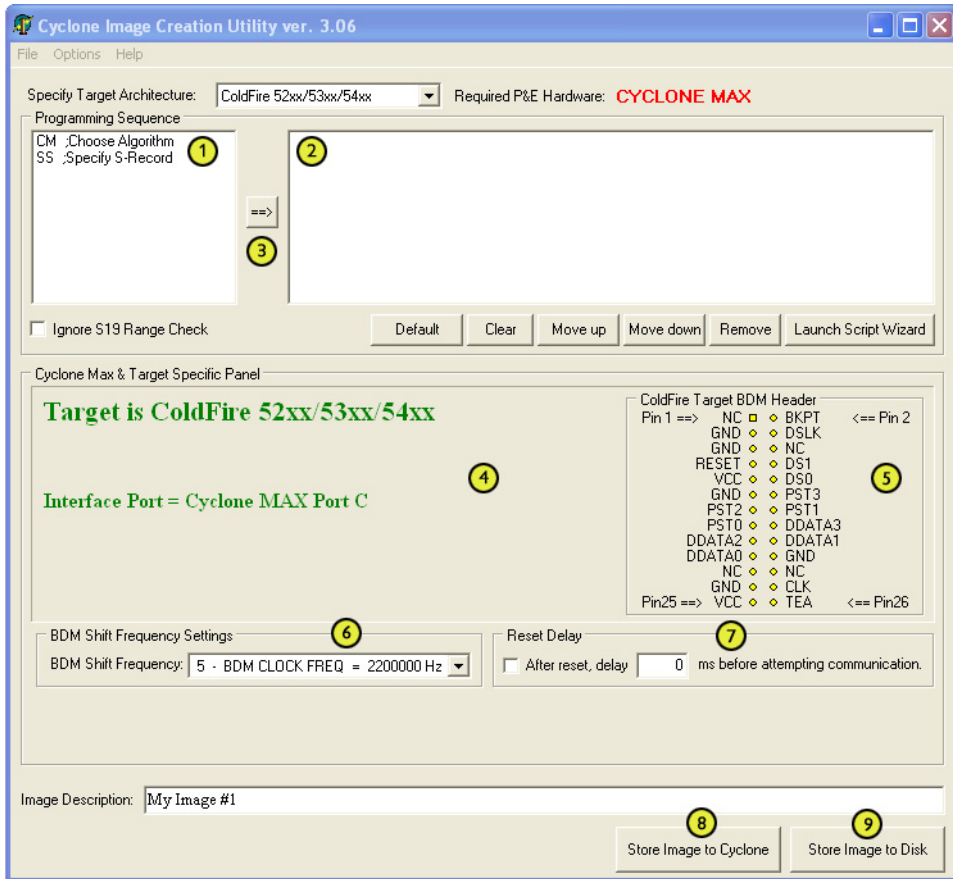 Cyclone Image Creation Utility ver. 3.06
File Options Help
Specify Target Architecture: ColdFire 52xx/53xx/54xx Required P&E Hardware: CYCLONE MAX
Programming Sequence
CM ;Choose Algorithm
SS ;Specify S-Record
1
2
==>
3
Ignore S19 Range Check
Default Clear Move up Move down Remove Launch Script Wizard
Cyclone Max & Target Specific Panel
Target is ColdFire 52xx/53xx/54xx
Interface Port = Cyclone MAX Port C
4
ColdFire Target BDM Header
Pin 1 ==> NC BKPT <== Pin 2
GND DSLK
GND NC
RESET DS1
VCC DS0
GND PST3
PST2 PST1
PST0 DDATA3
DDATA2 DDATA1
DDATA0 GND
NC NC
GND CLK
Pin25 ==> VCC TEA <== Pin26
5
BDM Shift Frequency Settings
6
BDM Shift Frequency: 5 - BDM CLOCK FREQ = 2200000 Hz
Reset Delay
7
After reset, delay 0 ms before attempting communication.
Image Description: My Image #1
8
9
Store Image to Cyclone Store Image to Disk